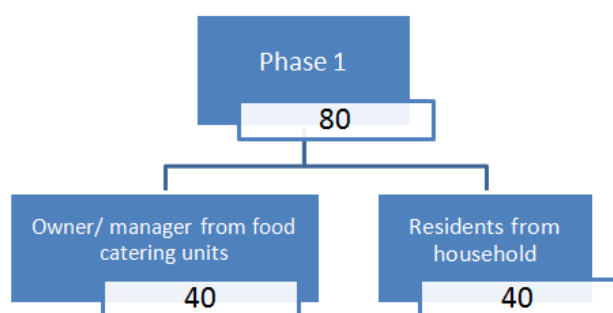 Phase 1
80
Owner/ manager from food
catering units
40
Residents from
household
40